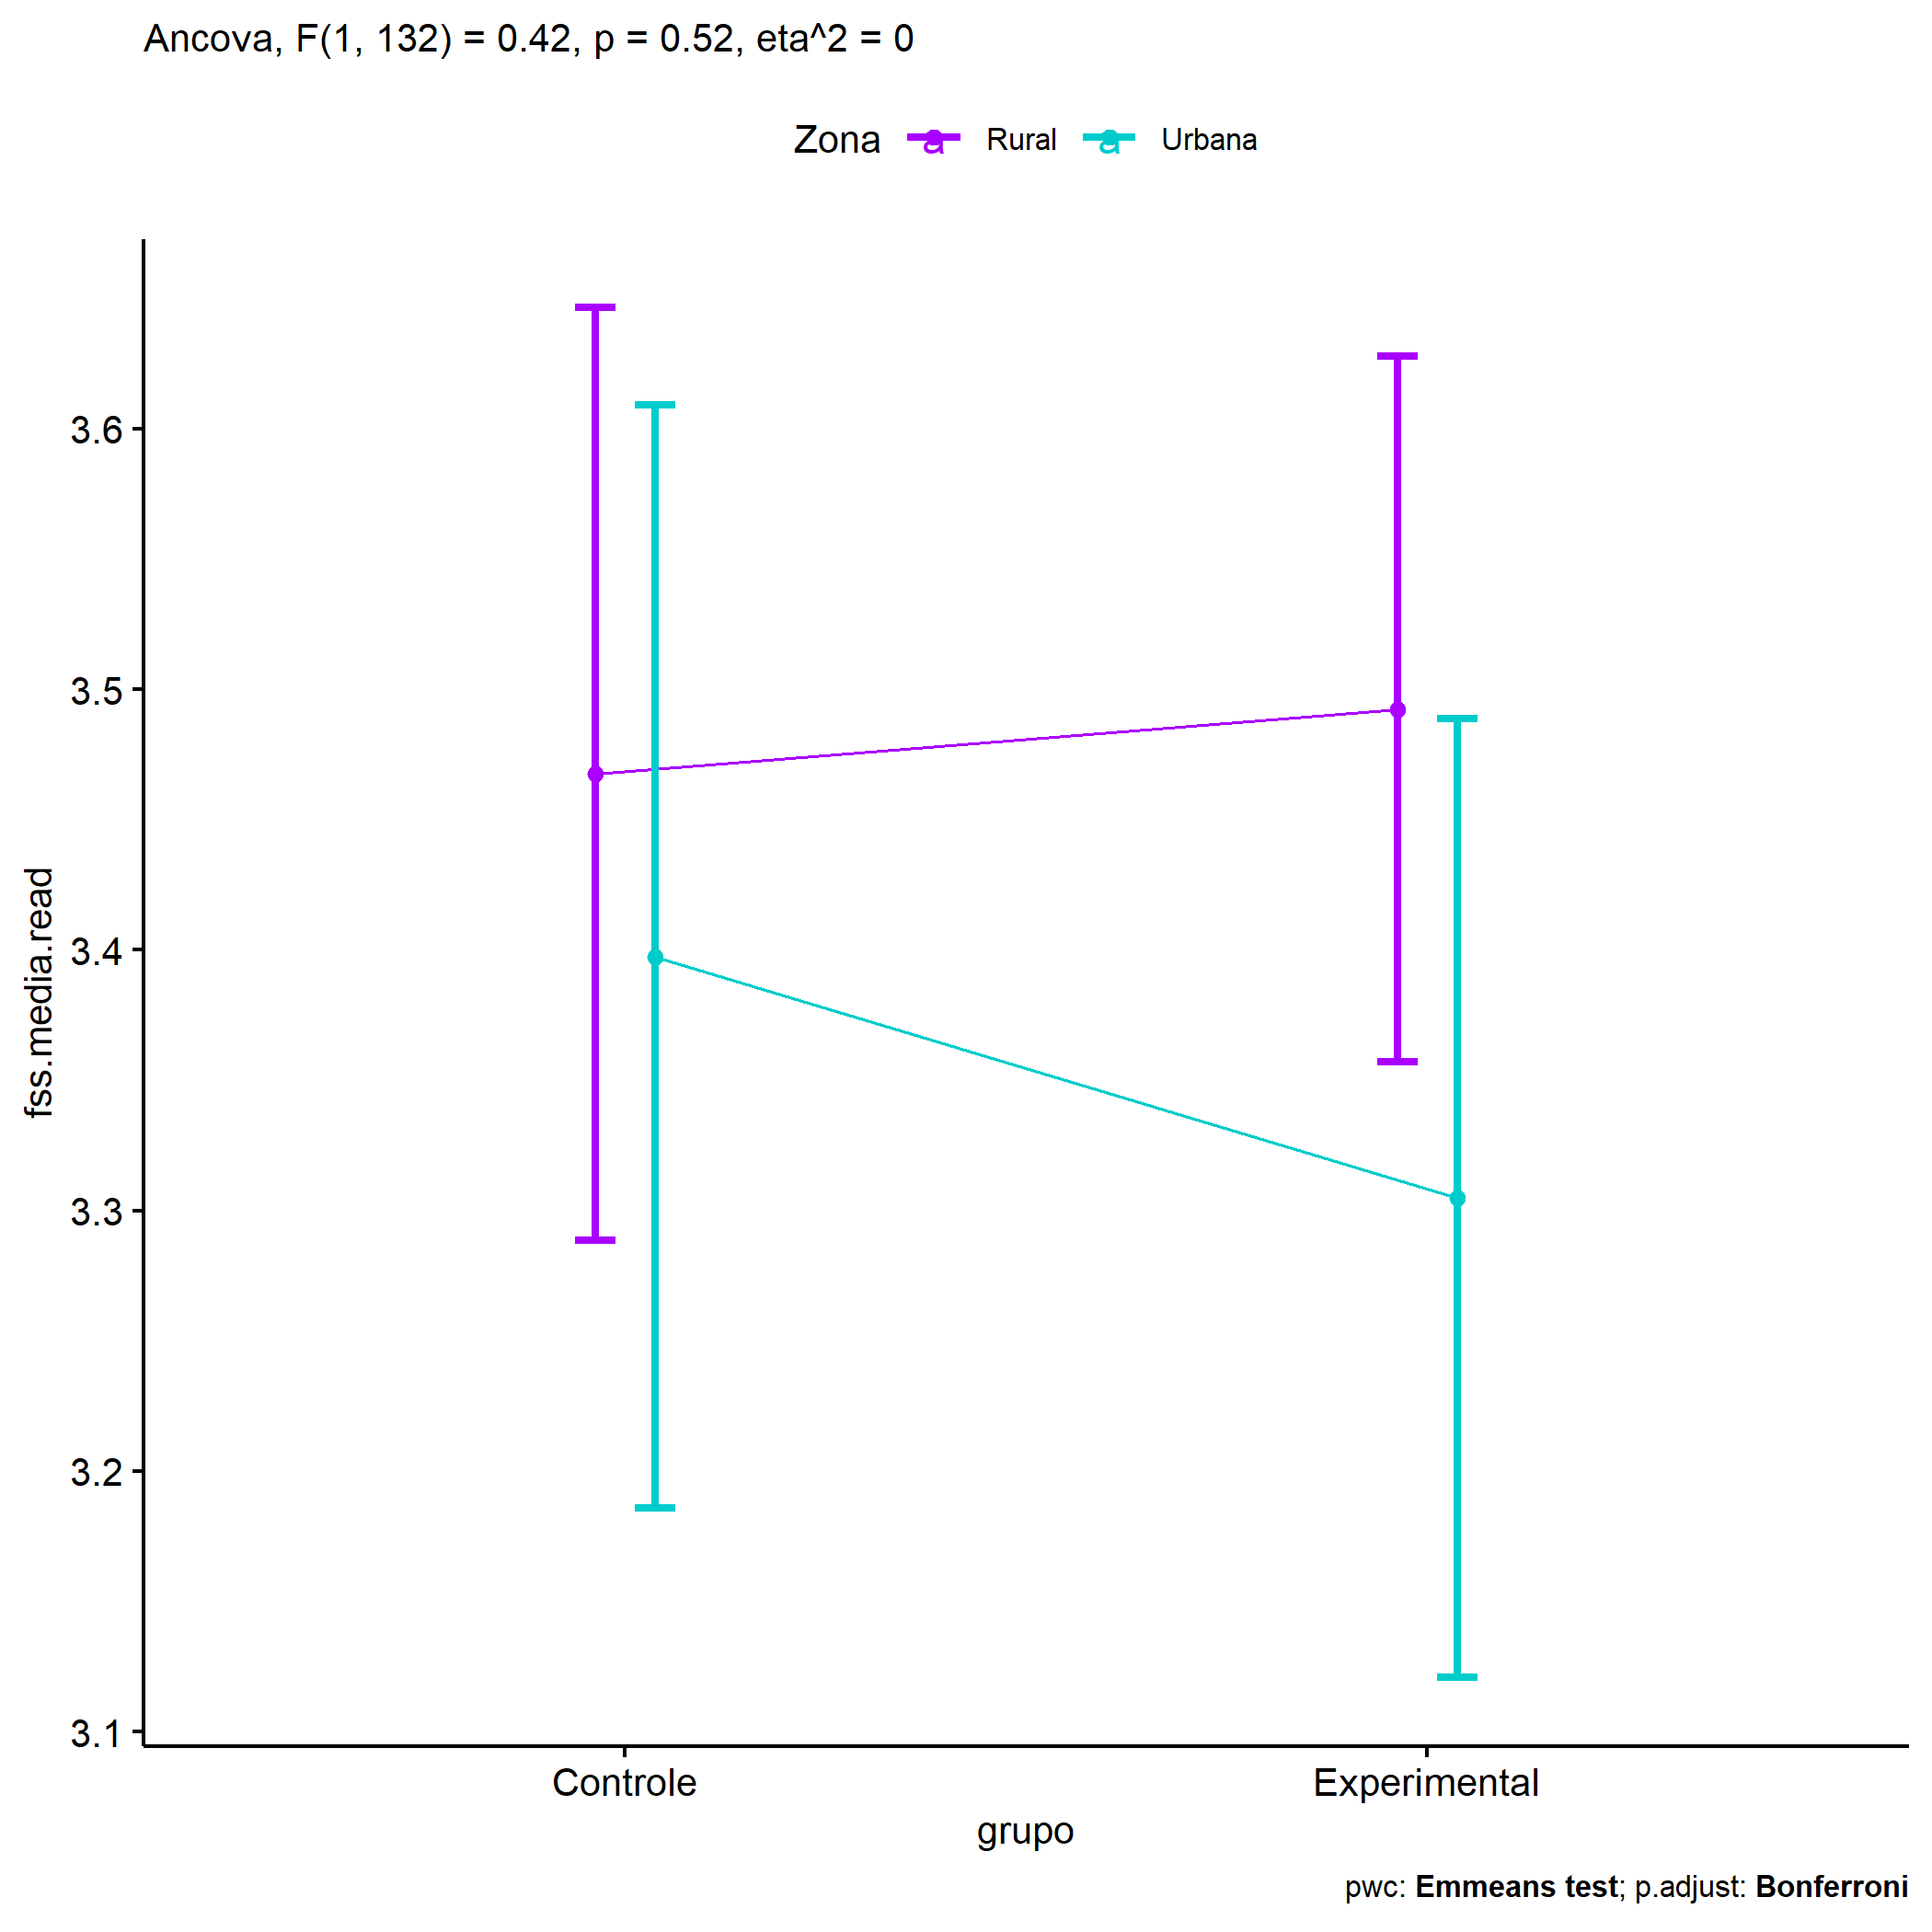 Ancova, F(1, 132) = 0.42, p = 0.52, eta^2 = 0
Zona a Rural a Urbana
fss.media.read
3.6
3.5
3.4
3.3
3.2
3.1
Controle Experimental
grupo
pwc: Emmeans test; p.adjust: Bonferroni